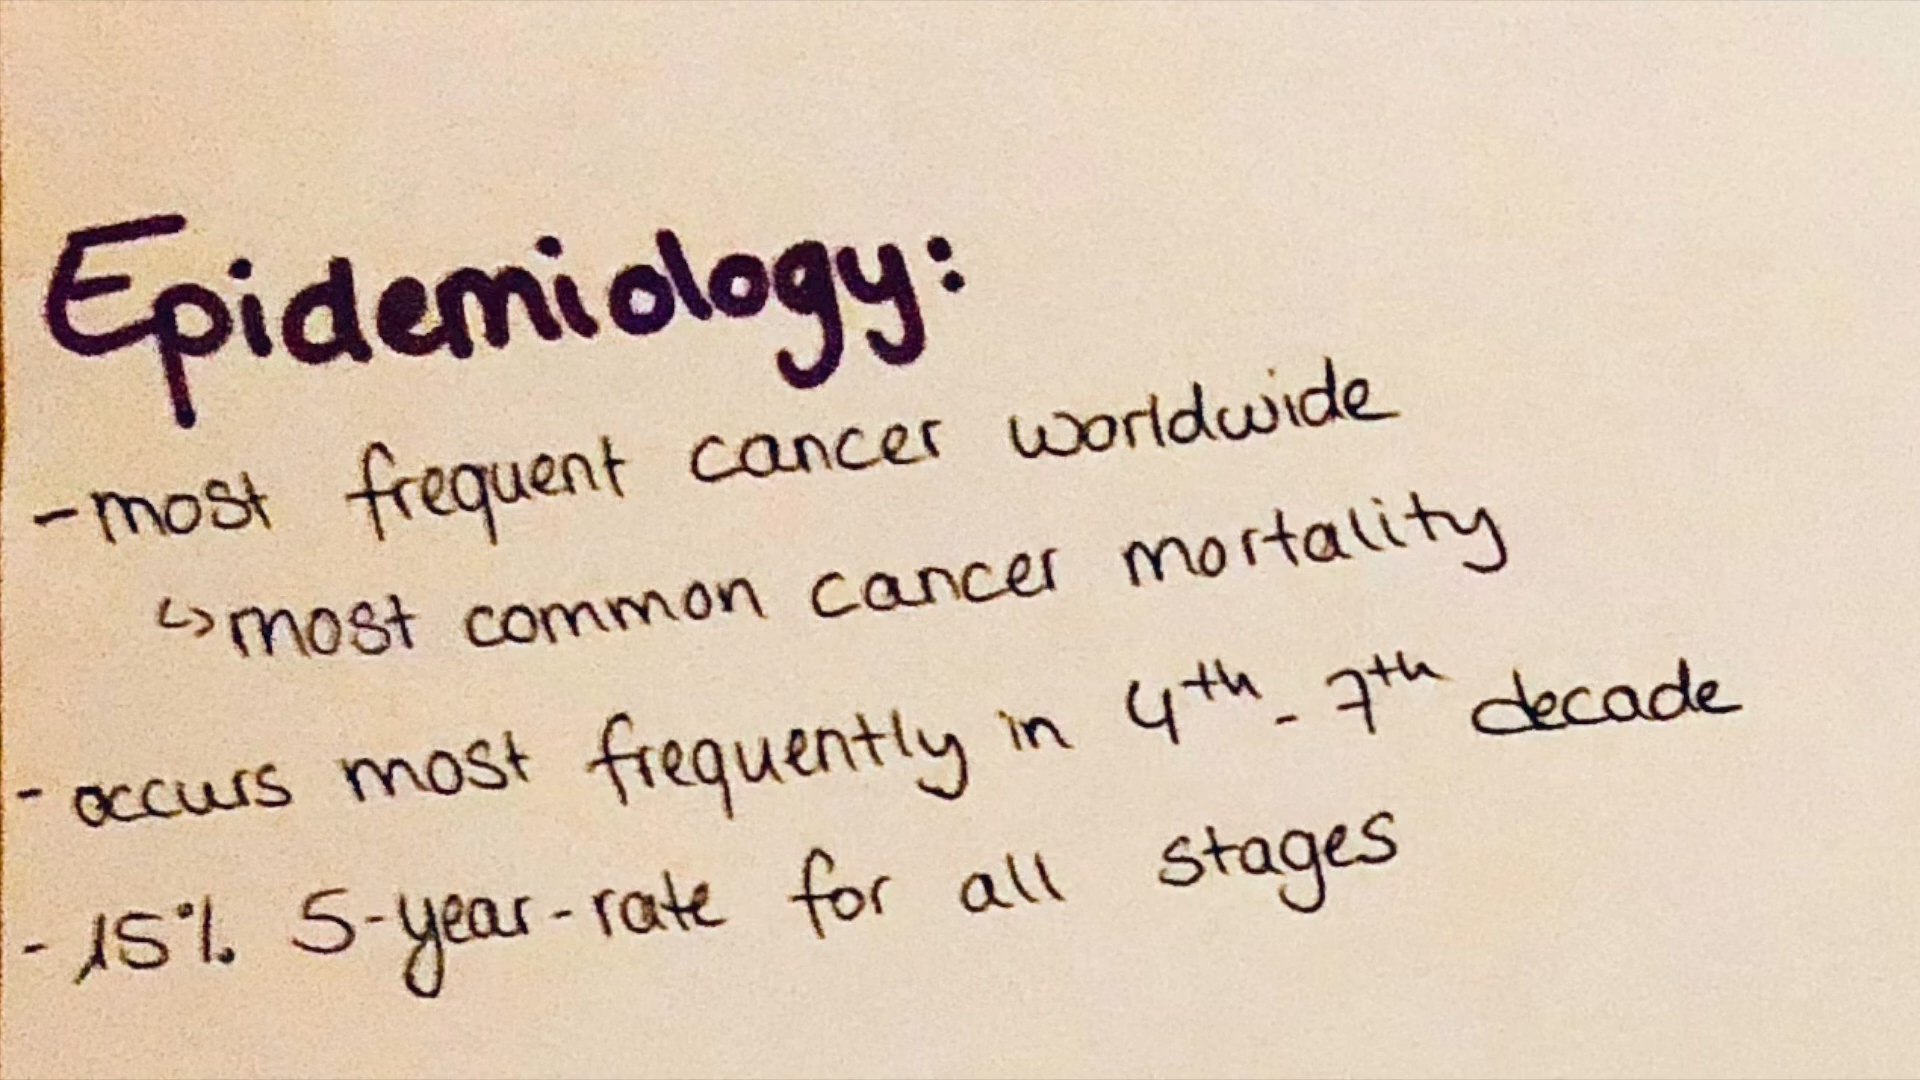 Epidemiology:
- most frequent cancer worldwide
↳ most common cancer mortality
- occurs most frequently in 4th - 7th decade
- 15% 5-year-rate for all stages